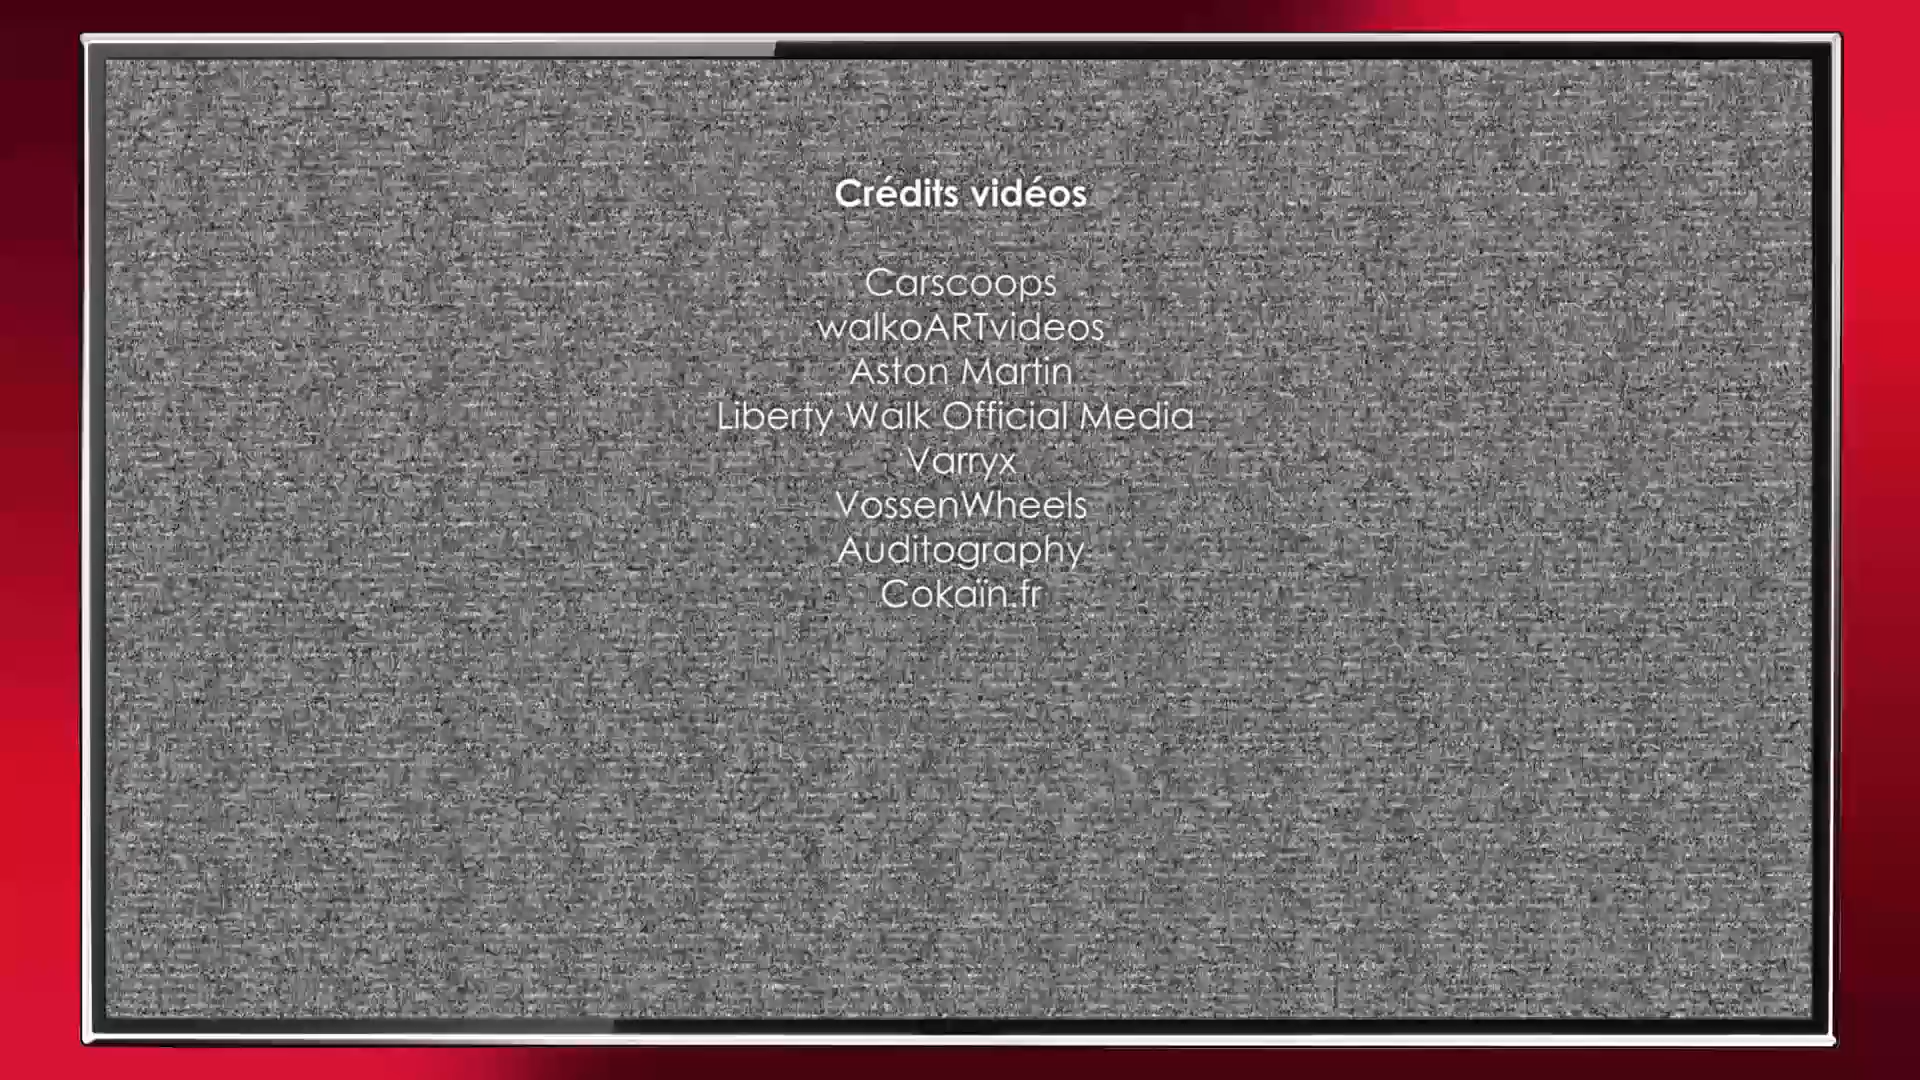 Crédits vidéos
Carscoops
walkoARTvideos
Aston Martin
Liberty Walk Official Media
Varryx
VossenWheels
Auditography
Cokaïn.fr